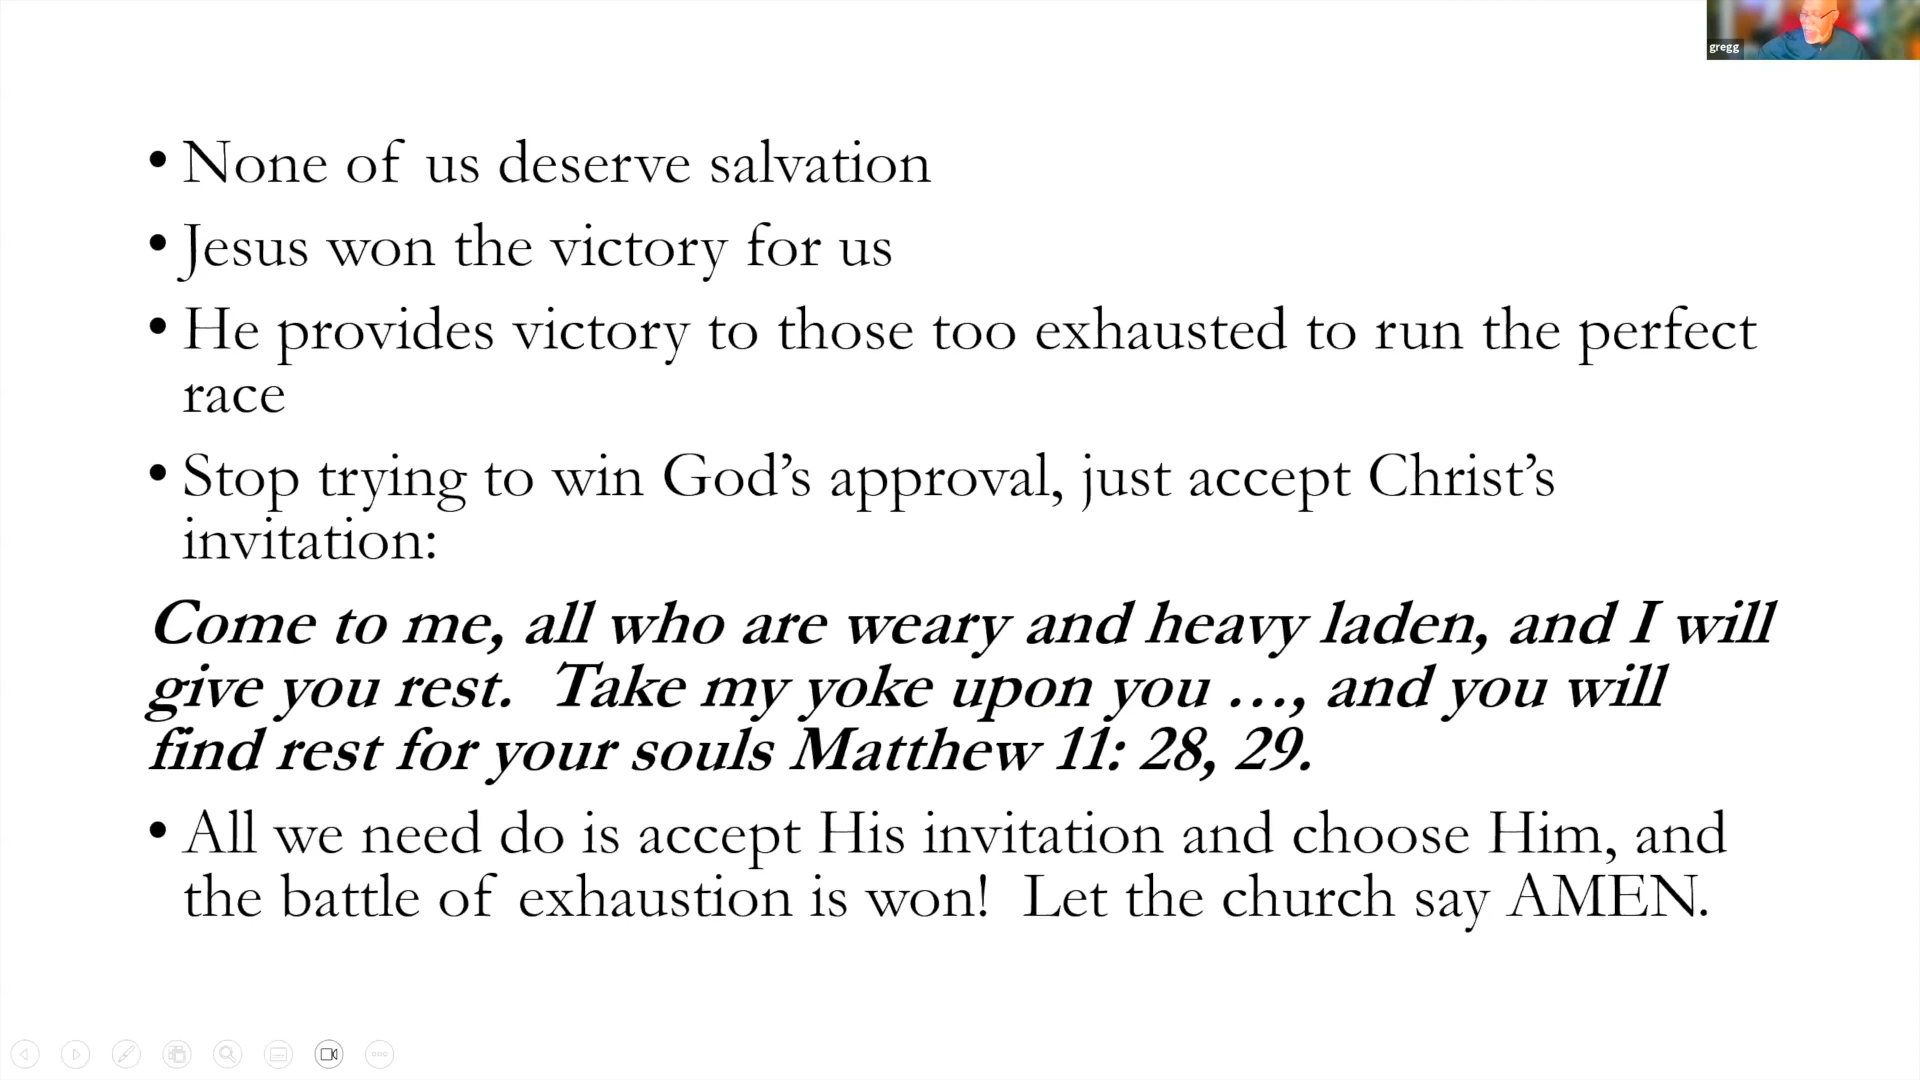 gregg
• None of us deserve salvation
• Jesus won the victory for us
• He provides victory to those too exhausted to run the perfect
race
• Stop trying to win God’s approval, just accept Christ’s
invitation:
Come to me, all who are weary and heavy laden, and I will
give you rest.  Take my yoke upon you …, and you will
find rest for your souls Matthew 11: 28, 29.
• All we need do is accept His invitation and choose Him, and
the battle of exhaustion is won!  Let the church say AMEN.